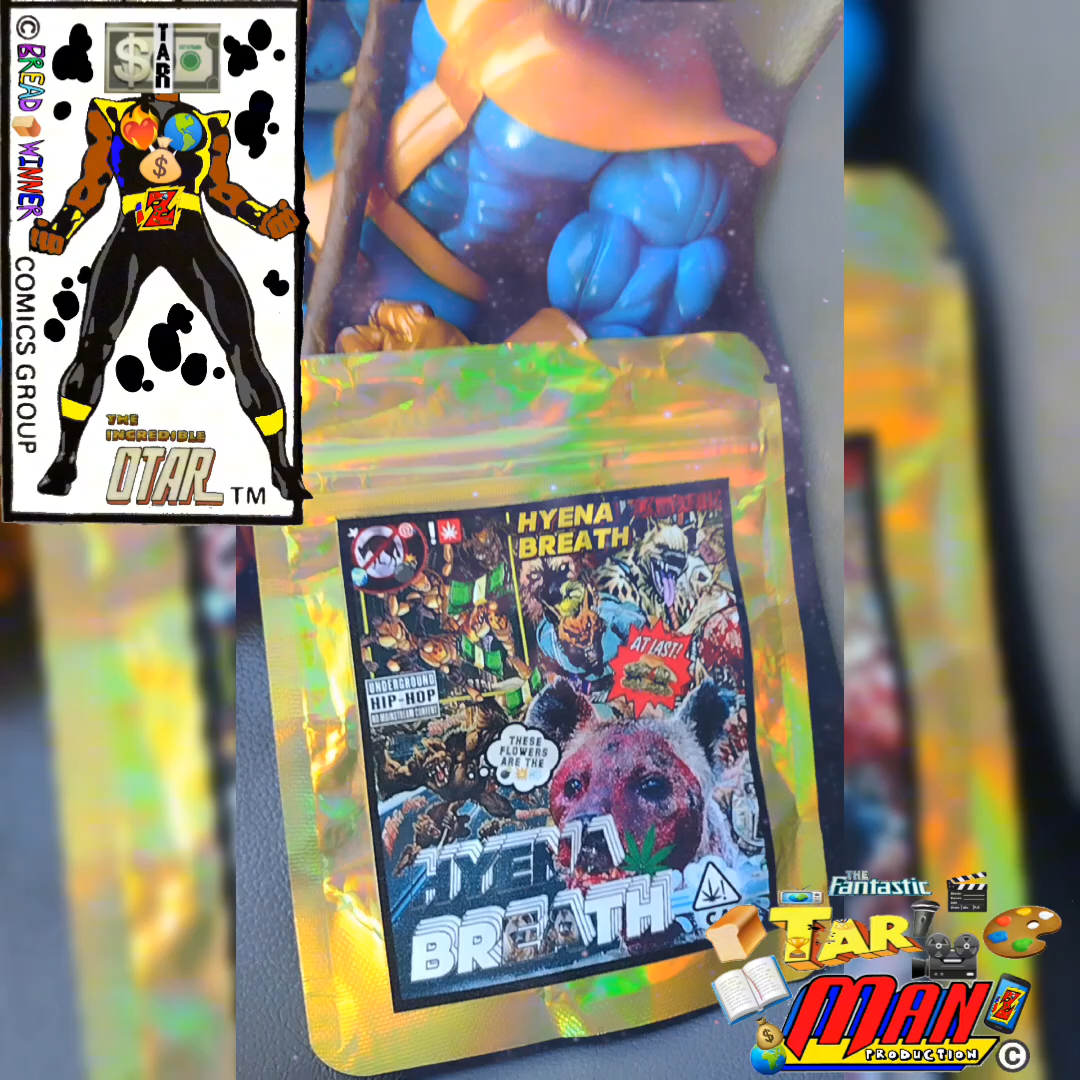 © BREAD WINNER COMICS GROUP
$ TAR
$
Z
THE
INCREDIBLE
OTAR TM
HYENA
BREATH
AT LAST!
UNDERGROUND
HIP-HOP
NO MAINSTREAM CONTENT
THESE
FLOWERS
ARE THE
HYENA
BREATH
CA
THE
FANTASTIC
TAR
MAN
PRODUCTION ©